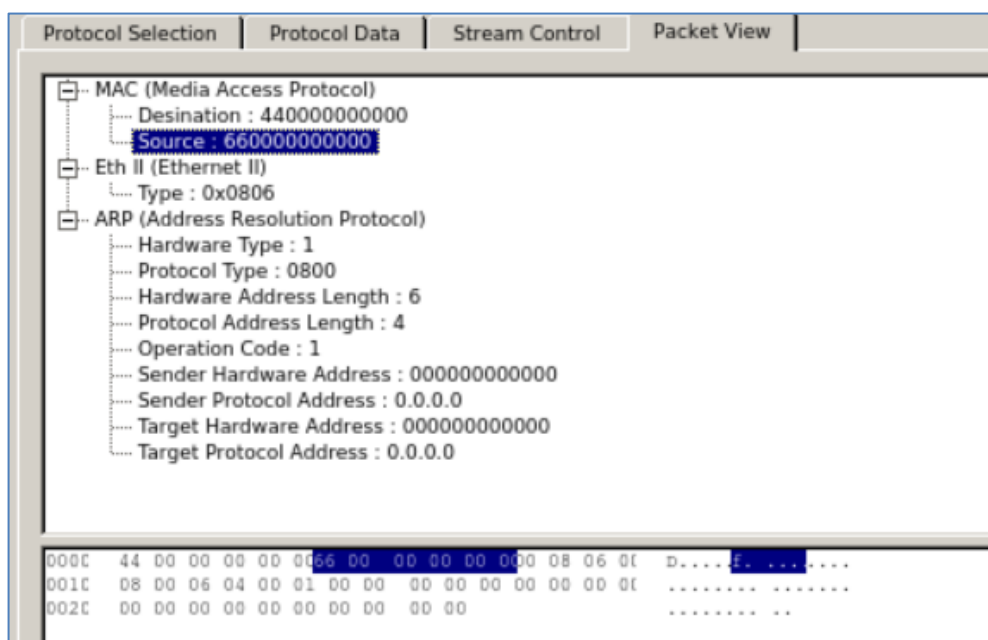 Protocol Selection
Protocol Data
Stream Control
Packet View
MAC (Media Access Protocol)
Desination : 440000000000
Source : 660000000000
Eth II (Ethernet II)
Type : 0x0806
ARP (Address Resolution Protocol)
Hardware Type : 1
Protocol Type : 0800
Hardware Address Length : 6
Protocol Address Length : 4
Operation Code : 1
Sender Hardware Address : 000000000000
Sender Protocol Address : 0.0.0.0
Target Hardware Address : 000000000000
Target Protocol Address : 0.0.0.0
44 00 00 00 00 00 66 00 00 00 00 00 08 06 D.....f. ........
08 00 06 04 00 01 00 00 00 00 00 00 00 00 ........ ........
00 00 00 00 00 00 00 00 00 00 ........ ..